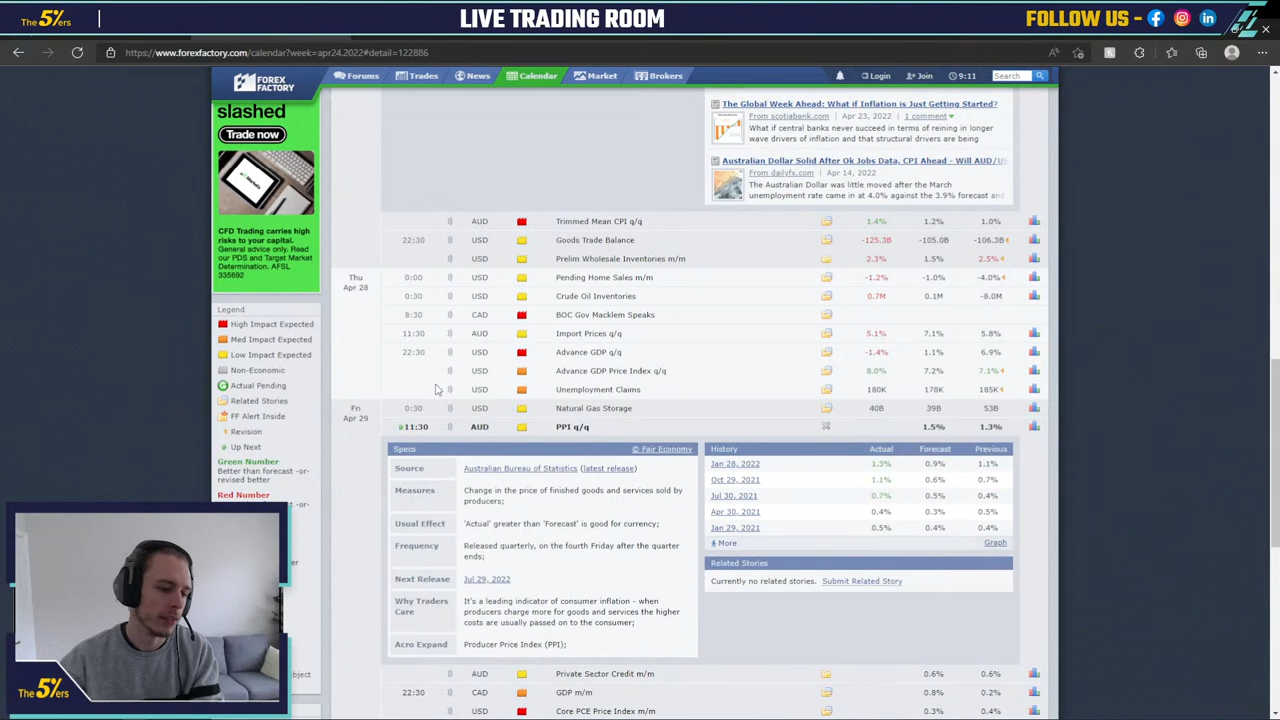 The 5%ers
LIVE TRADING ROOM
FOLLOW US
https://www.forexfactory.com/calendar?week=apr24.2022#detail=122886
FOREX FACTORY
Forums Trades News Calendar Market Brokers Login Join 9:11 Search
slashed
Trade now
CFD Trading carries high risks to your capital.
General advice only. Read our PDS and Target Market Determination. AFSL 335692
The Global Week Ahead: What if Inflation is Just Getting Started?
From scotiabank.com | Apr 23, 2022 | 1 comment
What if central banks never succeed in terms of reining in longer
wave drivers of inflation and that structural drivers are being
Australian Dollar Solid After Ok Jobs Data, CPI Ahead - Will AUD/US
From dailyfx.com | Apr 14, 2022
The Australian Dollar was little moved after the March
unemployment rate came in at 4.0% against the 3.9% forecast and
AUD Trimmed Mean CPI q/q 1.4% 1.2% 1.0%
22:30 USD Goods Trade Balance -125.3B -105.0B -106.3B
USD Prelim Wholesale Inventories m/m 2.3% 1.5% 2.5%
Thu Apr 28 0:00 USD Pending Home Sales m/m -1.2% -1.0% -4.0%
0:30 USD Crude Oil Inventories 0.7M 0.1M -8.0M
8:30 CAD BOC Gov Macklem Speaks
11:30 AUD Import Prices q/q 5.1% 7.1% 5.8%
22:30 USD Advance GDP q/q -1.4% 1.1% 6.9%
USD Advance GDP Price Index q/q 8.0% 7.2% 7.1%
USD Unemployment Claims 180K 178K 185K
Fri Apr 29 0:30 USD Natural Gas Storage 40B 39B 53B
11:30 AUD PPI q/q 1.5% 1.3%
Legend
High Impact Expected
Med Impact Expected
Low Impact Expected
Non-Economic
Actual Pending
Related Stories
FF Alert Inside
Revision
Up Next
Green Number
Better than forecast -or-
revised better
Red Number
Specs © Fair Economy
Source Australian Bureau of Statistics (latest release)
Measures Change in the price of finished goods and services sold by
producers;
Usual Effect 'Actual' greater than 'Forecast' is good for currency;
Frequency Released quarterly, on the fourth Friday after the quarter
ends;
Next Release Jul 29, 2022
Why Traders Care It's a leading indicator of consumer inflation - when
producers charge more for goods and services the higher
costs are usually passed on to the consumer;
Acro Expand Producer Price Index (PPI);
History Actual Forecast Previous
Jan 28, 2022 1.3% 0.9% 1.1%
Oct 29, 2021 1.1% 0.6% 0.7%
Jul 30, 2021 0.7% 0.5% 0.4%
Apr 30, 2021 0.4% 0.3% 0.5%
Jan 29, 2021 0.5% 0.4% 0.4%
More Graph
Related Stories
Currently no related stories. Submit Related Story
AUD Private Sector Credit m/m 0.6% 0.6%
22:30 CAD GDP m/m 0.8% 0.2%
USD Core PCE Price Index m/m 0.3% 0.4%
The 5%ers